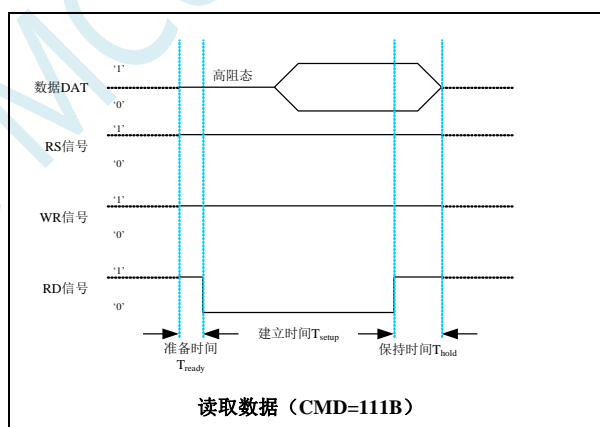 ‘1’
高阻态
数据DAT
‘0’
‘1’
RS信号
‘0’
‘1’
WR信号
‘0’
‘1’
RD信号
‘0’
建立时间Tsetup
准备时间
Tready
保持时间Thold
读取数据（CMD=111B）